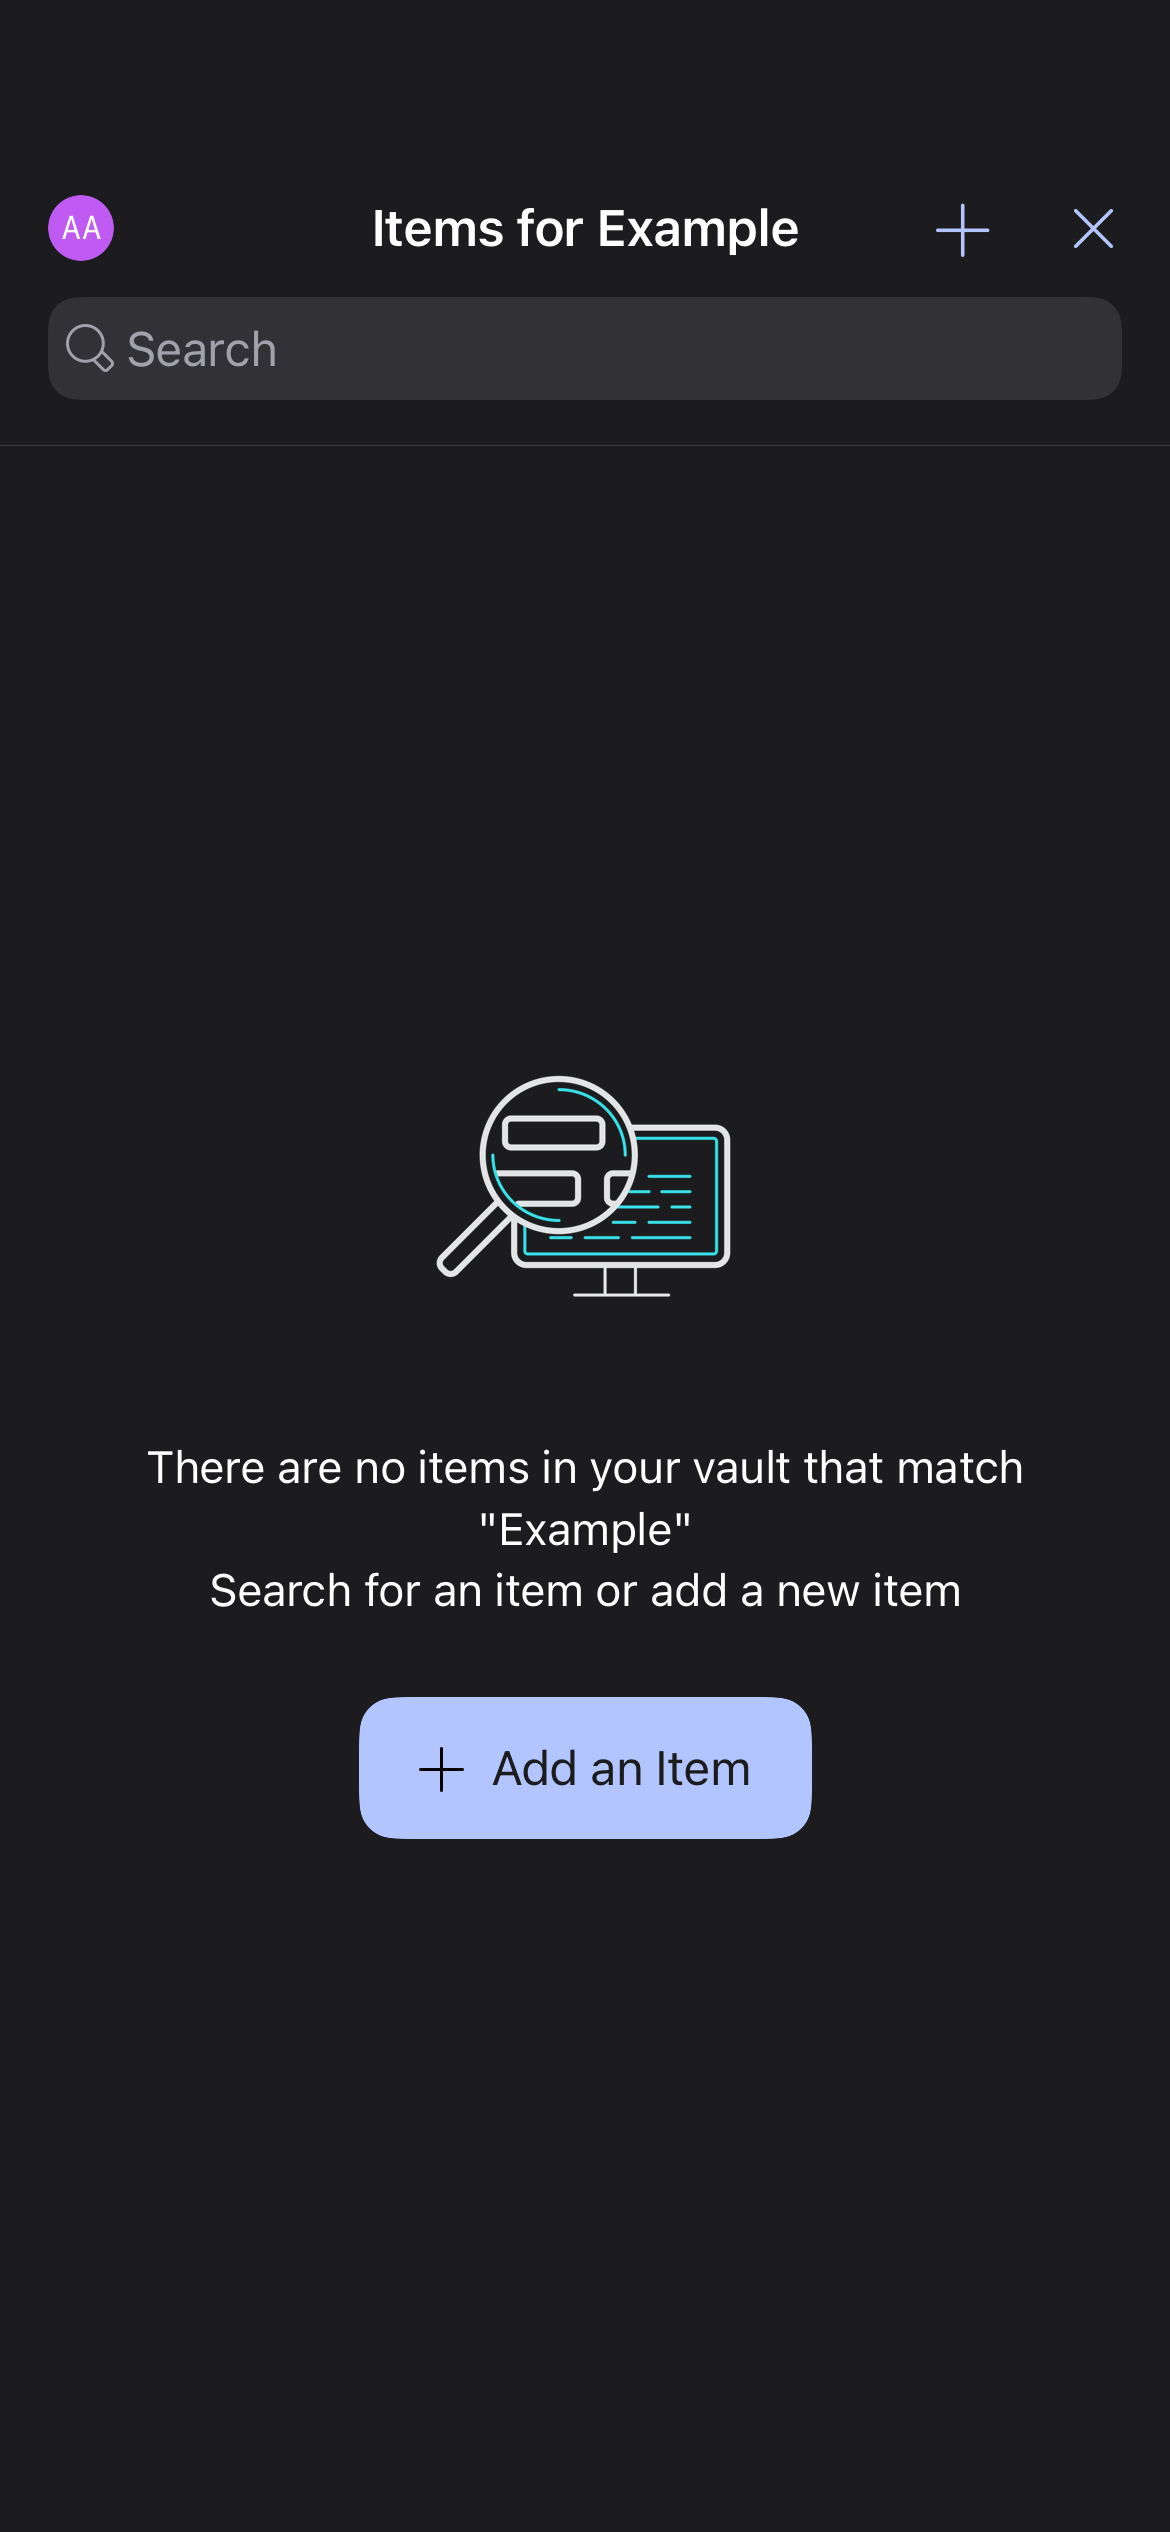 AA
Items for Example
Search
There are no items in your vault that match
"Example"
Search for an item or add a new item
Add an Item